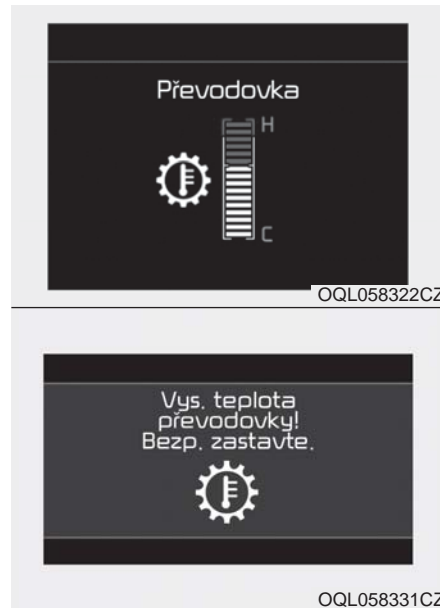 Převodovka
H
C
OQL058322CZ
Vys. teplota
převodovky!
Bezp. zastavte.
OQL058331CZ